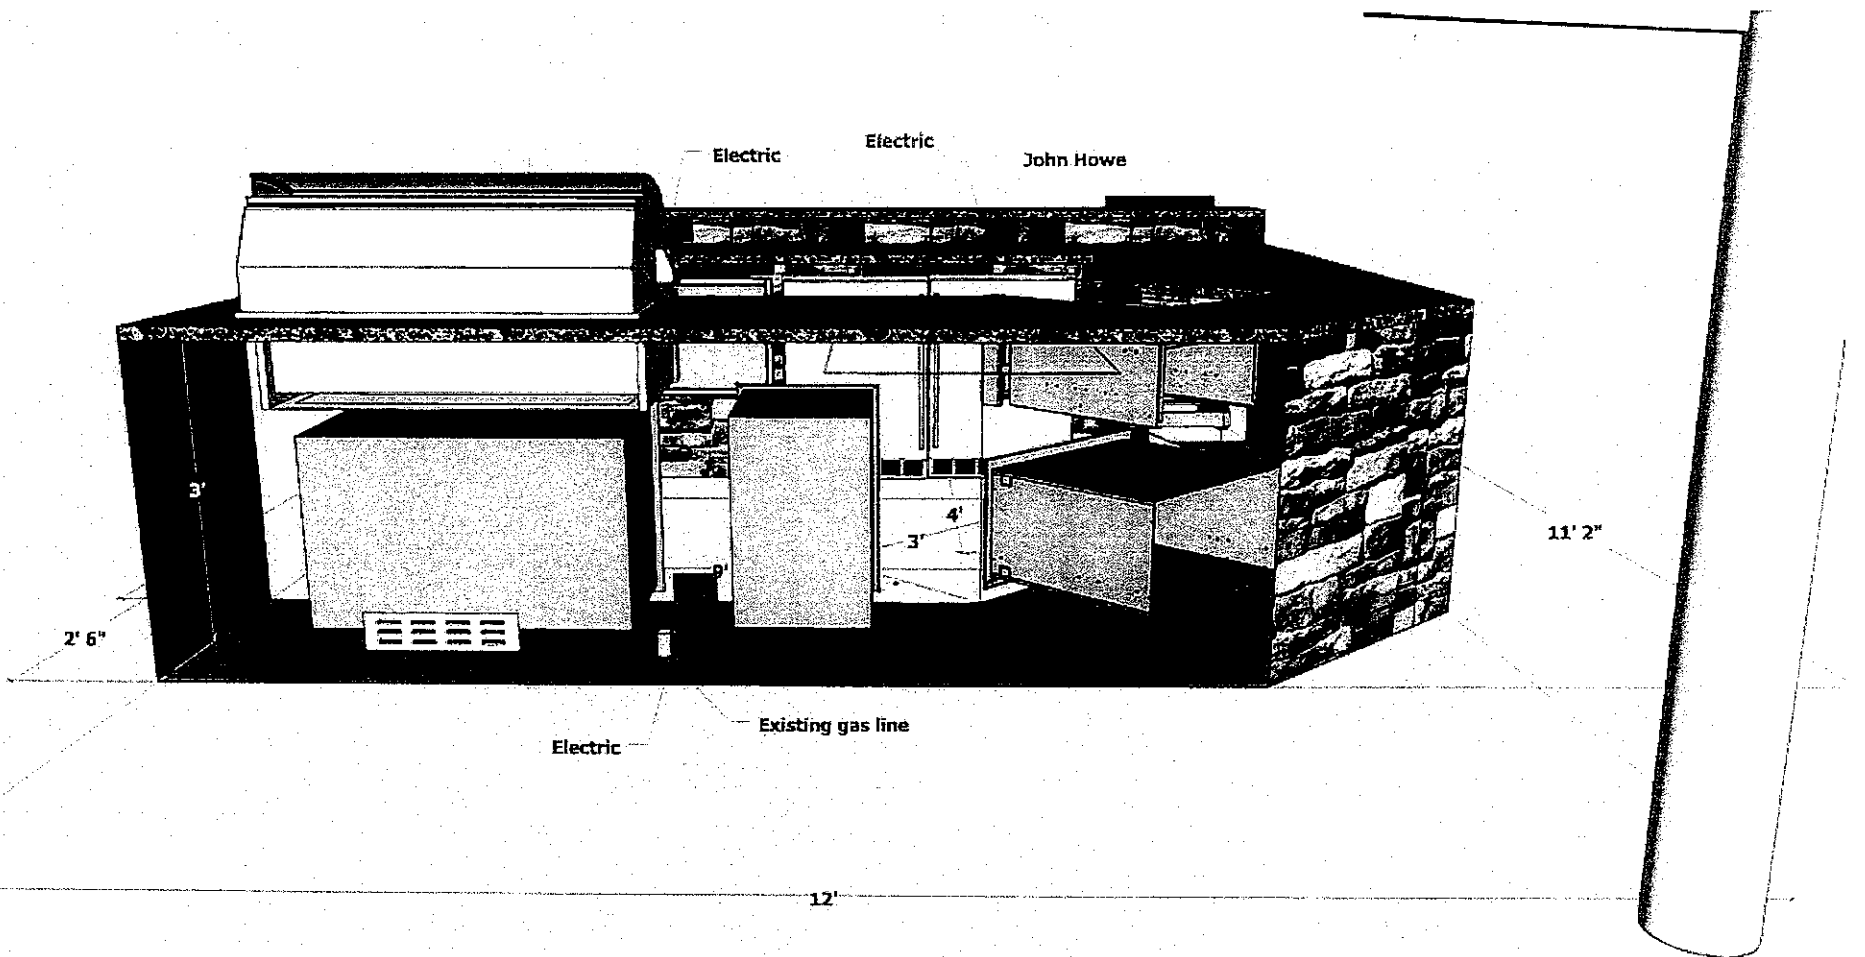 Electric
Electric
John Howe
3'
4'
3'
9'
11' 2"
2' 6"
Existing gas line
Electric
12'